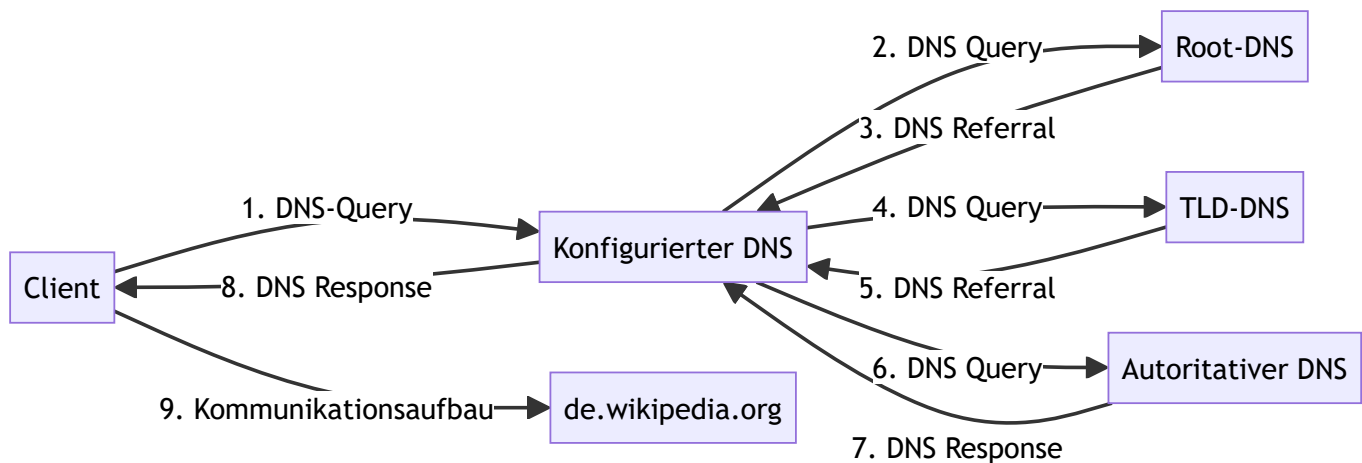 2. DNS Query
Root-DNS
3. DNS Referral
1. DNS-Query
4. DNS Query
TLD-DNS
Konfigurierter DNS
Client
8. DNS Response
5. DNS Referral
6. DNS Query
Autoritativer DNS
9. Kommunikationsaufbau
de.wikipedia.org
7. DNS Response